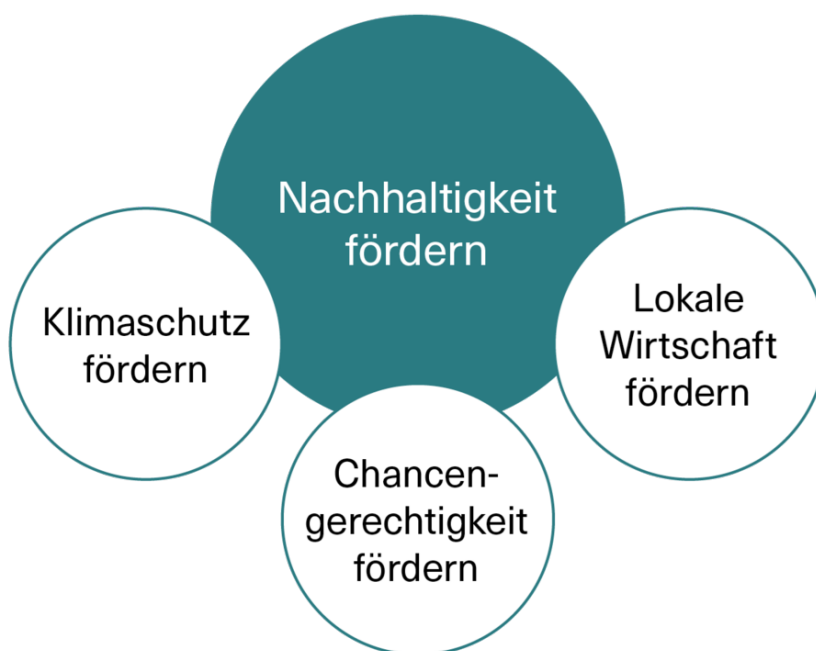 Nachhaltigkeit
fördern
Klimaschutz
fördern
Chancen-
gerechtigkeit
fördern
Lokale
Wirtschaft
fördern